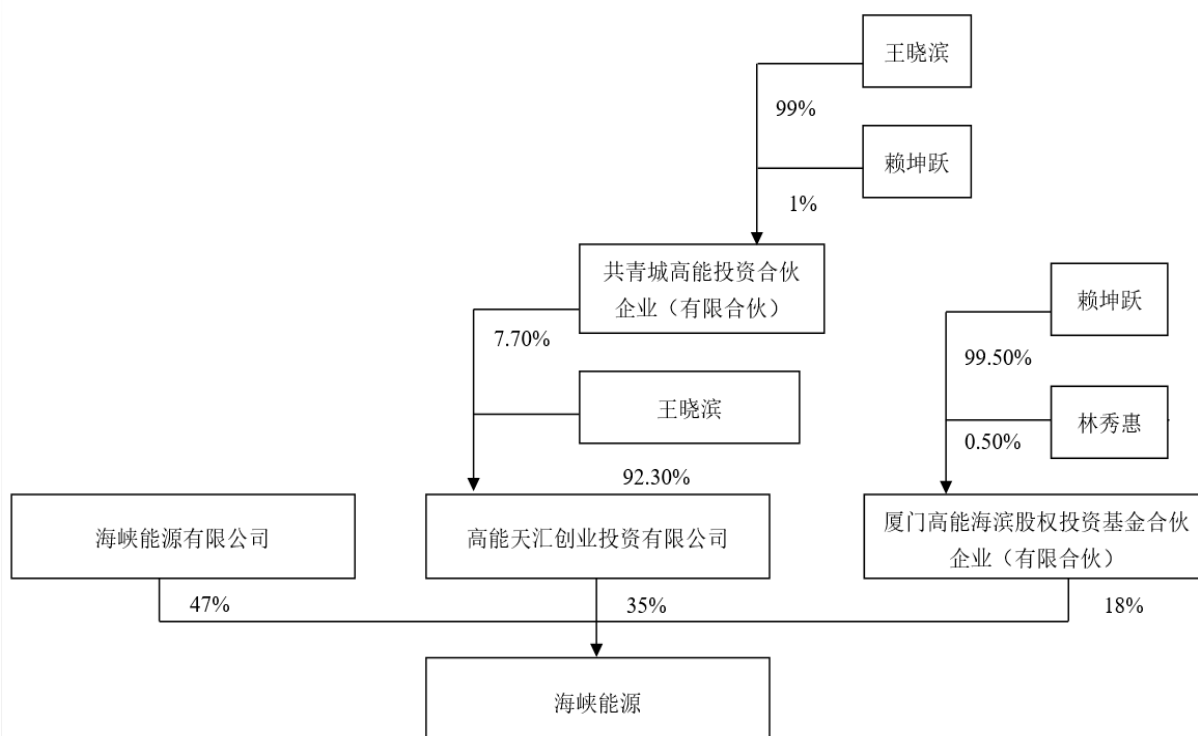 王晓滨
99%
赖坤跃
1%
共青城高能投资合伙
企业（有限合伙）
赖坤跃
7.70%
99.50%
王晓滨
林秀惠
0.50%
92.30%
海峡能源有限公司
高能天汇创业投资有限公司
厦门高能海滨股权投资基金合伙
企业（有限合伙）
47%
35%
18%
海峡能源